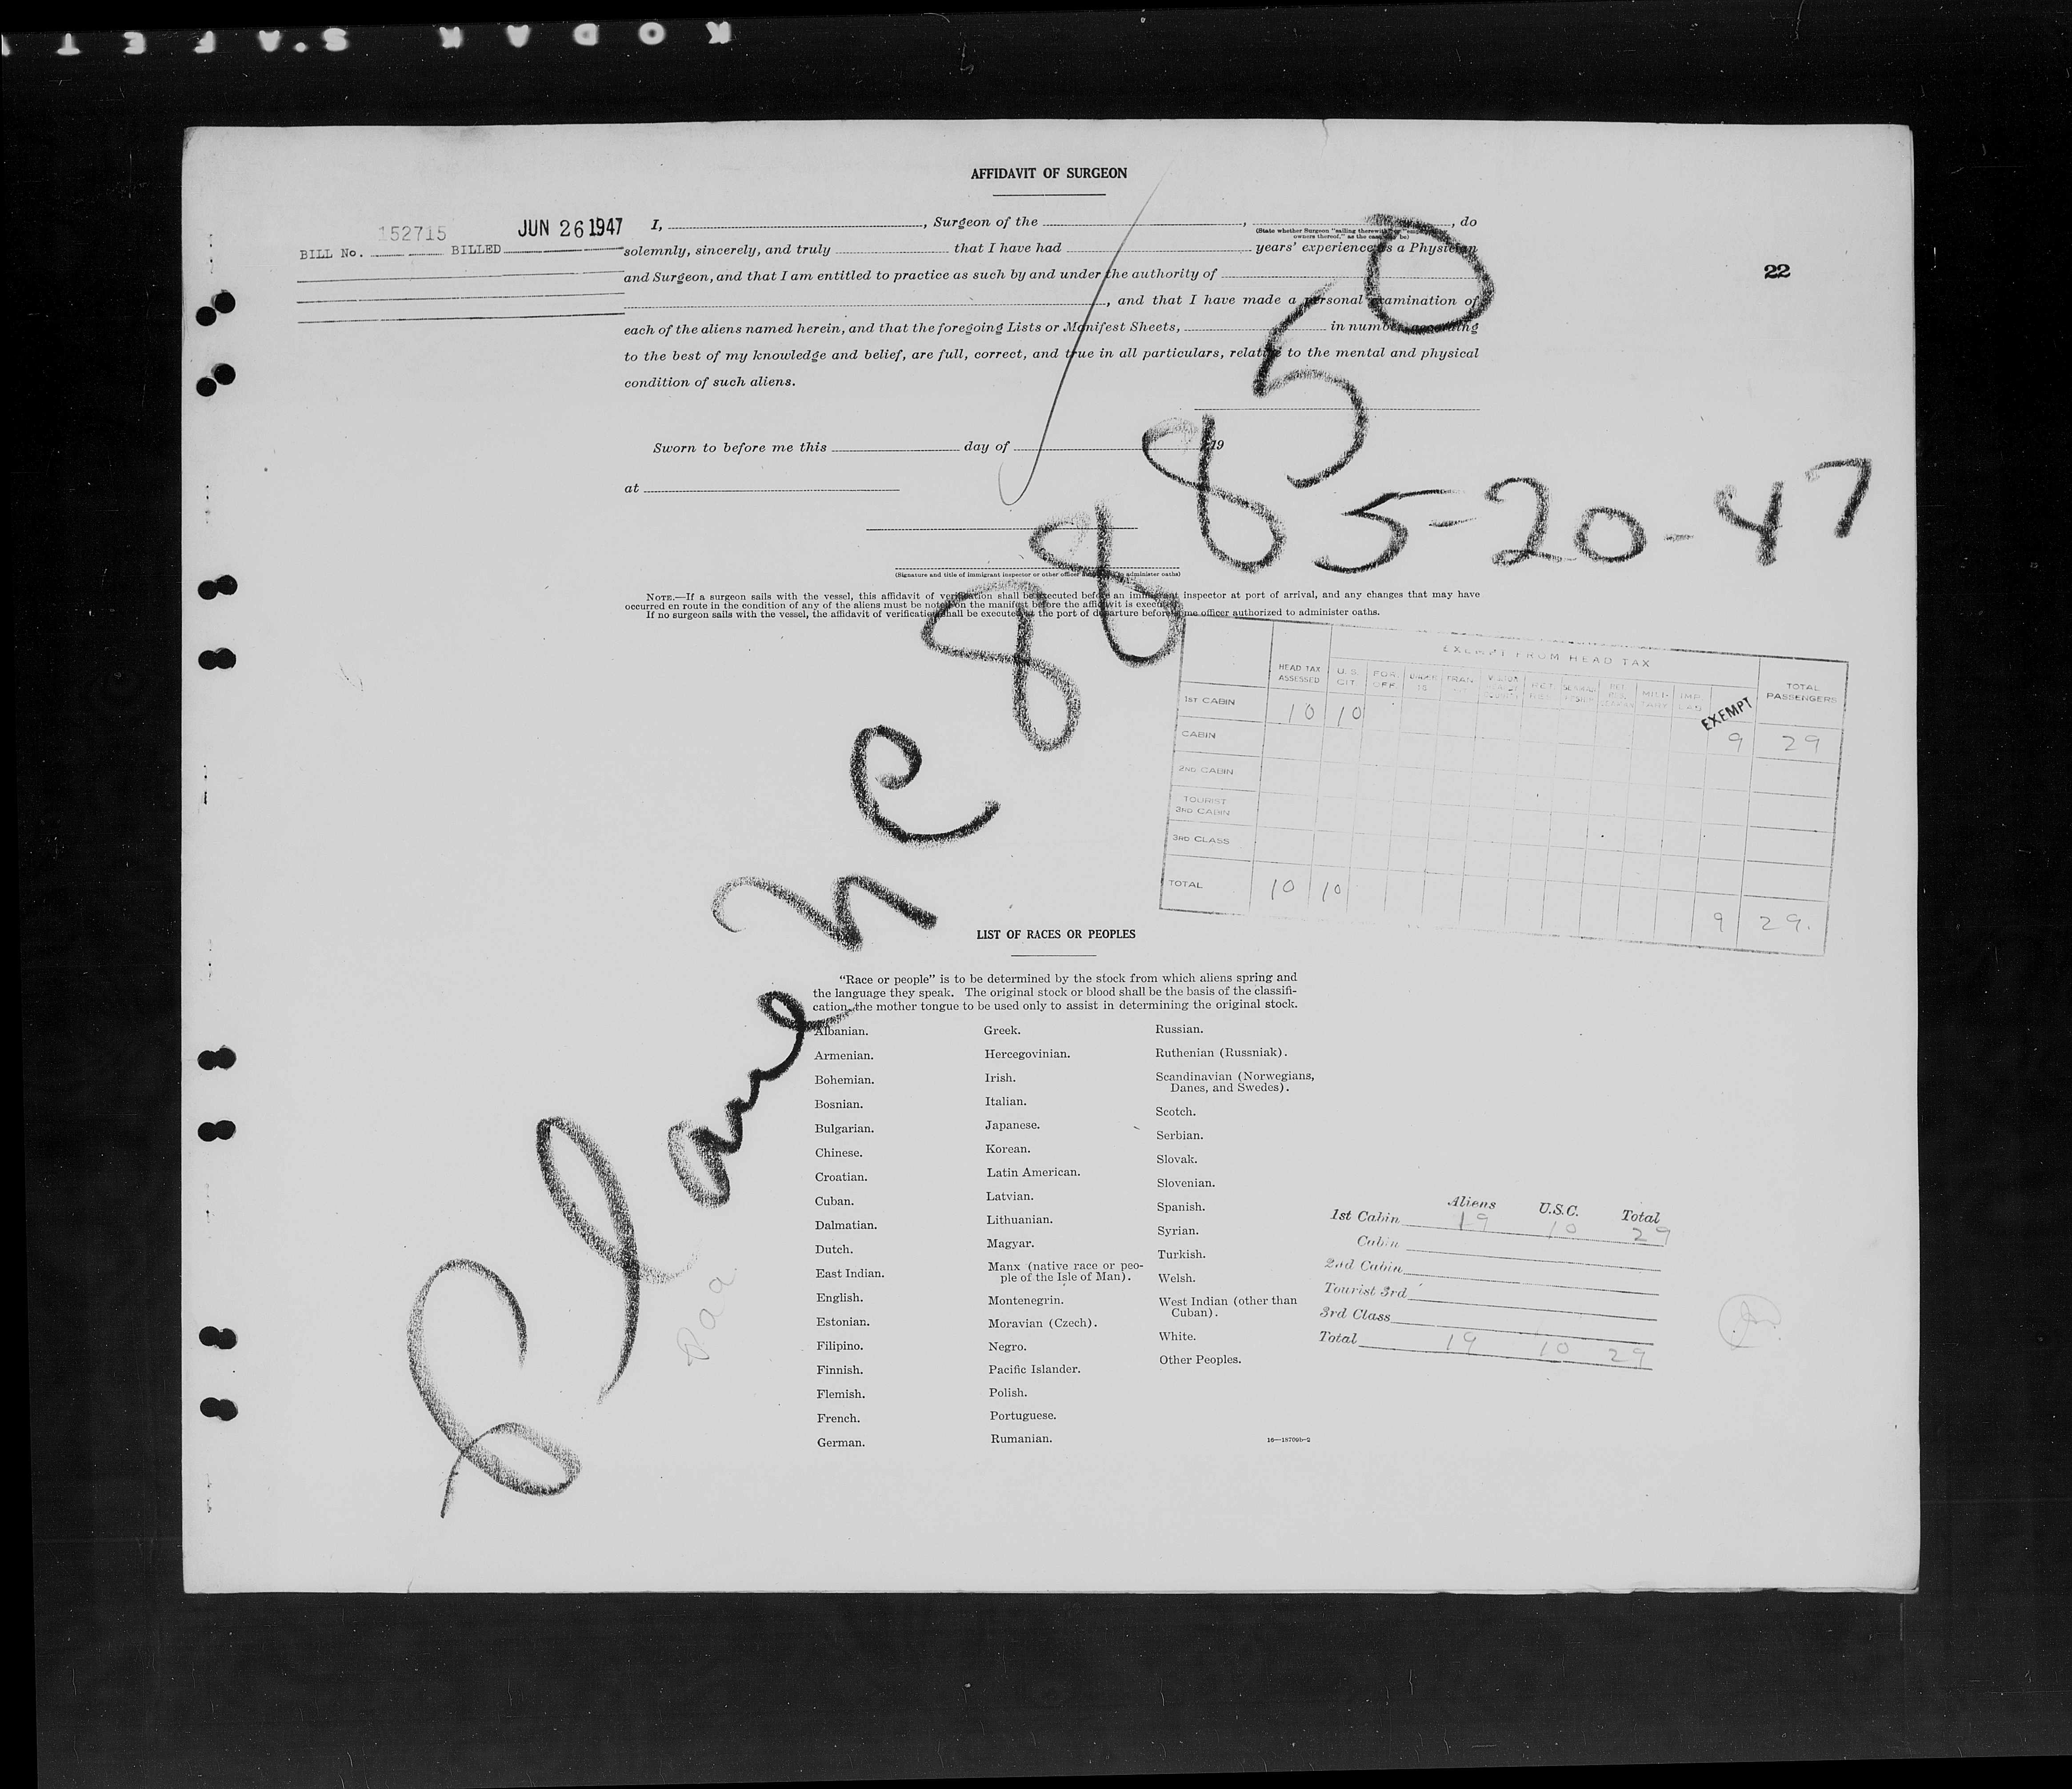 KODAK SAFET
AFFIDAVIT OF SURGEON
BILL No. 152715 BILLED JUN 26 1947
22
I, , Surgeon of the , , do
(State whether Surgeon "sailing therewith," or "employed by owners thereof," as the case may be)
solemnly, sincerely, and truly that I have had years' experience as a Physician
and Surgeon, and that I am entitled to practice as such by and under the authority of
, and that I have made a personal examination of
each of the aliens named herein, and that the foregoing Lists or Manifest Sheets, in number according
to the best of my knowledge and belief, are full, correct, and true in all particulars, relative to the mental and physical
condition of such aliens.
Sworn to before me this day of 19
at
(Signature and title of immigrant inspector or other officer authorized to administer oaths)
NOTE.—If a surgeon sails with the vessel, this affidavit of verification shall be executed before an immigrant inspector at port of arrival, and any changes that may have
occurred en route in the condition of any of the aliens must be noted on the manifest before the affidavit is executed.
If no surgeon sails with the vessel, the affidavit of verification shall be executed at the port of departure before some officer authorized to administer oaths.
Plane NC 88850
5-20-47
EXEMPT FROM HEAD TAX
HEAD TAX ASSESSED U.S. CIT. FOR. OFF. UNDER 16 TRAN. MILI-TARY EXEMPT TOTAL PASSENGERS
1ST CABIN 10 10 9 29
CABIN
2ND CABIN
TOURIST 3RD CABIN
3RD CLASS
TOTAL 10 10 9 29.
LIST OF RACES OR PEOPLES
"Race or people" is to be determined by the stock from which aliens spring and
the language they speak. The original stock or blood shall be the basis of the classifi-
cation, the mother tongue to be used only to assist in determining the original stock.
Albanian.
Armenian.
Bohemian.
Bosnian.
Bulgarian.
Chinese.
Croatian.
Cuban.
Dalmatian.
Dutch.
East Indian.
English.
Estonian.
Filipino.
Finnish.
Flemish.
French.
German.
Greek.
Hercegovinian.
Irish.
Italian.
Japanese.
Korean.
Latin American.
Latvian.
Lithuanian.
Magyar.
Manx (native race or peo-
ple of the Isle of Man).
Montenegrin.
Moravian (Czech).
Negro.
Pacific Islander.
Polish.
Portuguese.
Rumanian.
Russian.
Ruthenian (Russniak).
Scandinavian (Norwegians,
Danes, and Swedes).
Scotch.
Serbian.
Slovak.
Slovenian.
Spanish.
Syrian.
Turkish.
Welsh.
West Indian (other than
Cuban).
White.
Other Peoples.
16—18709b-2
Paa
Aliens U.S.C. Total
1st Cabin 19 10 29
Cabin
2nd Cabin
Tourist 3rd
3rd Class
Total 19 10 29